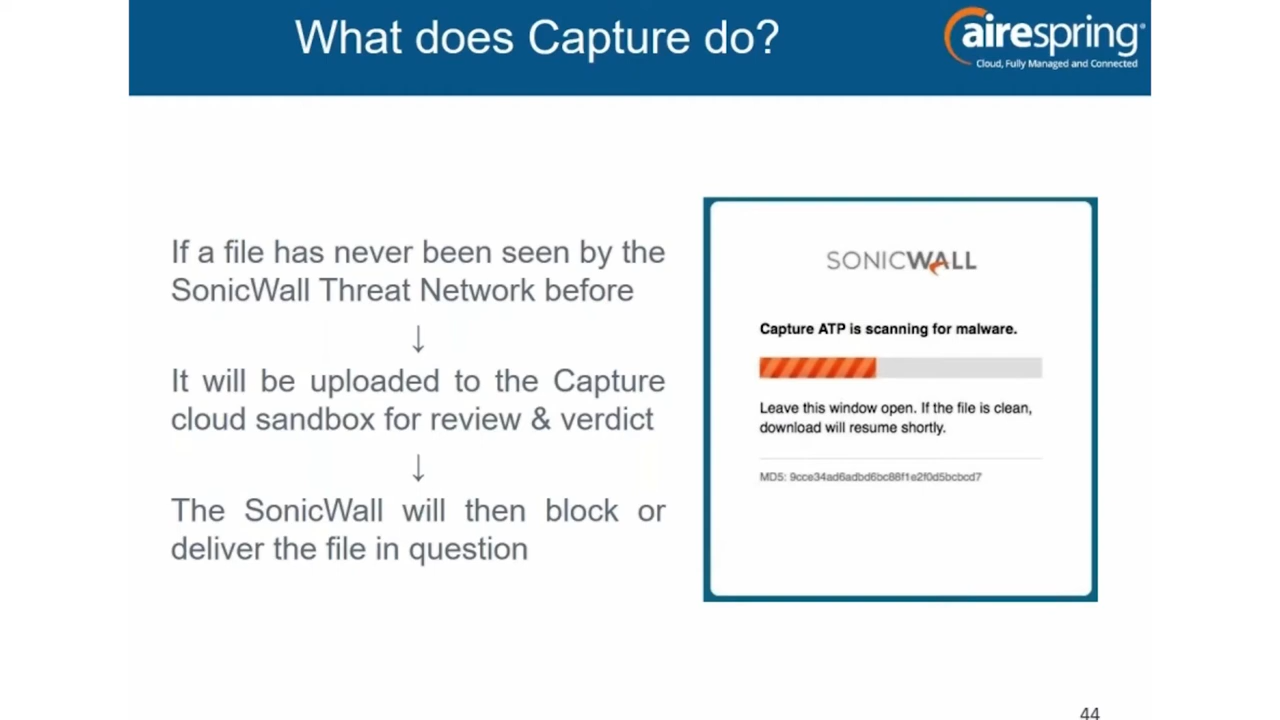 What does Capture do?
airespring
Cloud, Fully Managed and Connected
If a file has never been seen by the
SonicWall Threat Network before
↓
It will be uploaded to the Capture
cloud sandbox for review & verdict
↓
The SonicWall will then block or
deliver the file in question
SONICWALL
Capture ATP is scanning for malware.
Leave this window open. If the file is clean,
download will resume shortly.
MD5: 9cce34ad6adbd6bc88f1e2f0d5bcbcd7
44